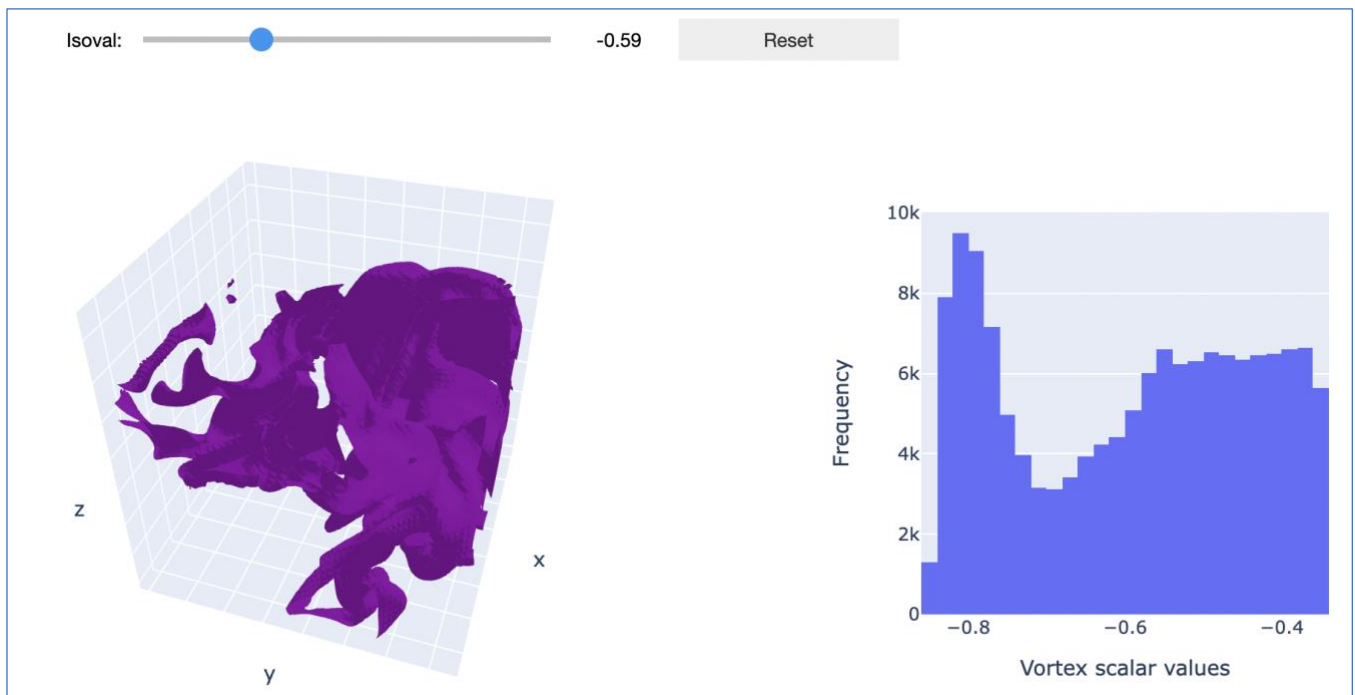 Isoval: -0.59 Reset
10k
8k
6k
4k
2k
0
Frequency
−0.8 −0.6 −0.4
Vortex scalar values
z
x
y